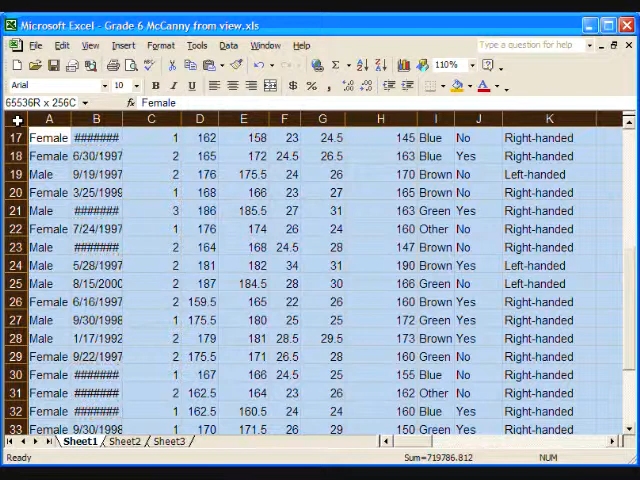 Microsoft Excel - Grade 6 McCanny from view.xls
File Edit View Insert Format Tools Data Window Help Type a question for help
110%
Arial 10 B I U $ % , A
65536R x 256C fx Female
A B C D E F G H I J K
17 Female ####### 1 162 158 23 24.5 145 Blue No Right-handed
18 Female 6/30/1997 2 165 172 24.5 26.5 163 Blue Yes Right-handed
19 Male 9/19/1997 2 176 175.5 24 26 170 Brown No Left-handed
20 Female 3/25/1999 1 168 166 23 27 165 Brown No Right-handed
21 Male ####### 3 186 185.5 27 31 163 Green Yes Right-handed
22 Female 7/24/1997 1 176 174 26 24 160 Other No Right-handed
23 Male ####### 2 164 168 24.5 28 147 Brown No Right-handed
24 Male 5/28/1997 2 181 182 34 31 190 Brown Yes Left-handed
25 Male 8/15/2000 2 187 184.5 28 30 166 Green No Left-handed
26 Female 6/16/1997 2 159.5 165 22 26 160 Green Yes Right-handed
27 Male 9/30/1998 1 175.5 180 25 25 172 Green Yes Right-handed
28 Male 1/17/1992 2 179 181 28.5 29.5 173 Brown Yes Right-handed
29 Female 9/22/1997 2 175.5 171 26.5 28 160 Green No Right-handed
30 Female ####### 1 167 166 24.5 25 155 Blue No Right-handed
31 Male ####### 2 162.5 164 23 26 162 Other No Right-handed
32 Female ####### 1 162.5 160.5 24 24 160 Blue Yes Right-handed
33 Female 9/30/1998 1 170 171.5 26 29 150 Green No Right-handed
Sheet1 Sheet2 Sheet3
Ready Sum=719786.812 NUM